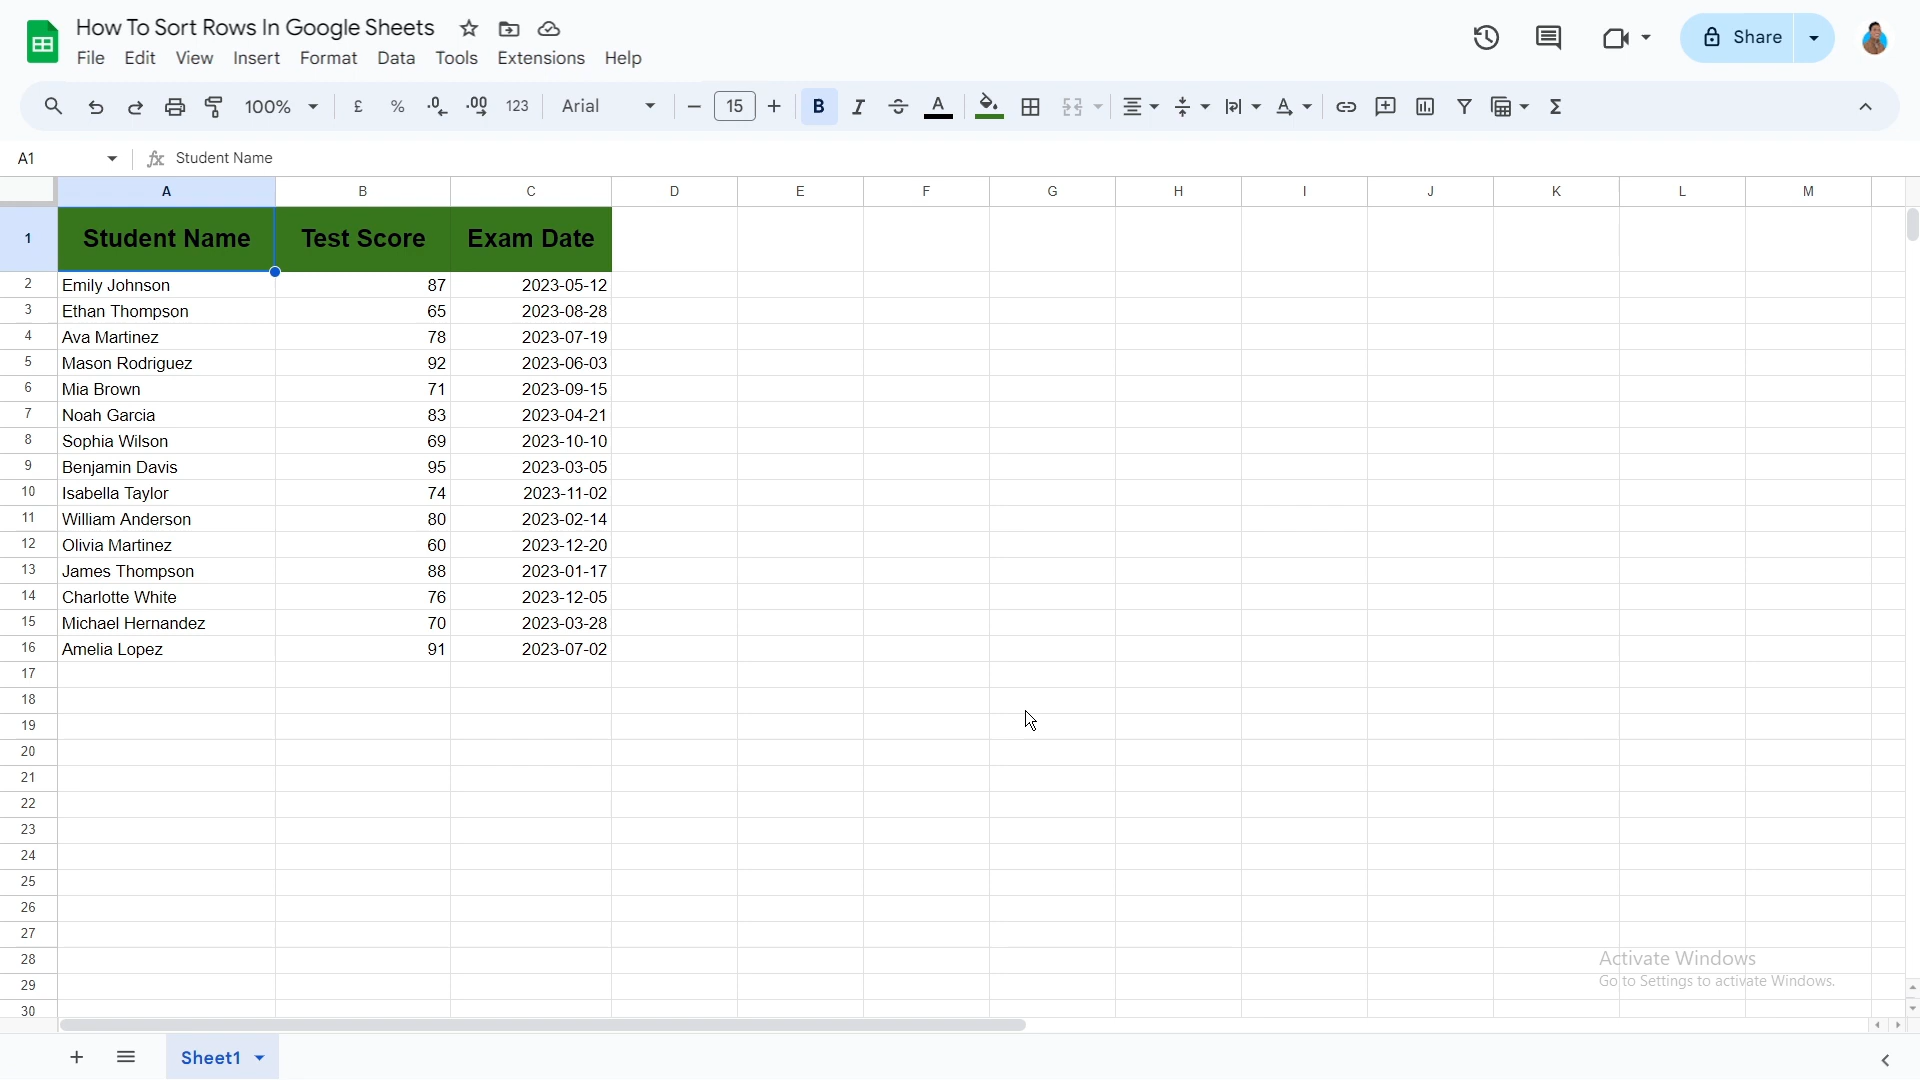 How To Sort Rows In Google Sheets
File Edit View Insert Format Data Tools Extensions Help
Share
100% £ % .0 .00 123 Arial 15 B I S A A Σ
A1 fx Student Name
A B C D E F G H I J K L M
1 Student Name Test Score Exam Date
2 Emily Johnson 87 2023-05-12
3 Ethan Thompson 65 2023-08-28
4 Ava Martinez 78 2023-07-19
5 Mason Rodriguez 92 2023-06-03
6 Mia Brown 71 2023-09-15
7 Noah Garcia 83 2023-04-21
8 Sophia Wilson 69 2023-10-10
9 Benjamin Davis 95 2023-03-05
10 Isabella Taylor 74 2023-11-02
11 William Anderson 80 2023-02-14
12 Olivia Martinez 60 2023-12-20
13 James Thompson 88 2023-01-17
14 Charlotte White 76 2023-12-05
15 Michael Hernandez 70 2023-03-28
16 Amelia Lopez 91 2023-07-02
17
18
19
20
21
22
23
24
25
26
27
28
Activate Windows
29
Go to Settings to activate Windows.
30
Sheet1